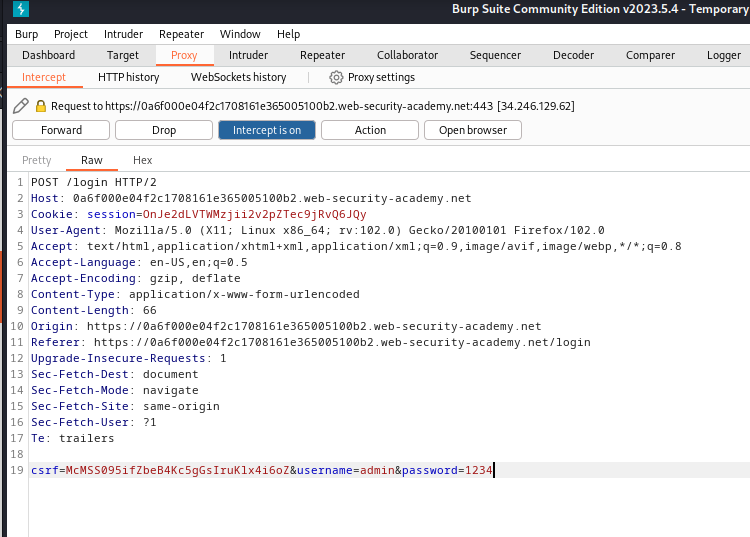 Burp Suite Community Edition v2023.5.4 - Temporary
Burp Project Intruder Repeater Window Help
Dashboard Target Proxy Intruder Repeater Collaborator Sequencer Decoder Comparer Logger
Intercept HTTP history WebSockets history Proxy settings
Request to https://0a6f000e04f2c1708161e365005100b2.web-security-academy.net:443 [34.246.129.62]
Forward Drop Intercept is on Action Open browser
Pretty Raw Hex
1 POST /login HTTP/2
2 Host: 0a6f000e04f2c1708161e365005100b2.web-security-academy.net
3 Cookie: session=OnJe2dLVTWMzjii2v2pZTec9jRvQ6JQy
4 User-Agent: Mozilla/5.0 (X11; Linux x86_64; rv:102.0) Gecko/20100101 Firefox/102.0
5 Accept: text/html,application/xhtml+xml,application/xml;q=0.9,image/avif,image/webp,*/*;q=0.8
6 Accept-Language: en-US,en;q=0.5
7 Accept-Encoding: gzip, deflate
8 Content-Type: application/x-www-form-urlencoded
9 Content-Length: 66
10 Origin: https://0a6f000e04f2c1708161e365005100b2.web-security-academy.net
11 Referer: https://0a6f000e04f2c1708161e365005100b2.web-security-academy.net/login
12 Upgrade-Insecure-Requests: 1
13 Sec-Fetch-Dest: document
14 Sec-Fetch-Mode: navigate
15 Sec-Fetch-Site: same-origin
16 Sec-Fetch-User: ?1
17 Te: trailers
18
19 csrf=McMSS095ifZbeB4Kc5gGsIruKlx4i6oZ&username=admin&password=1234